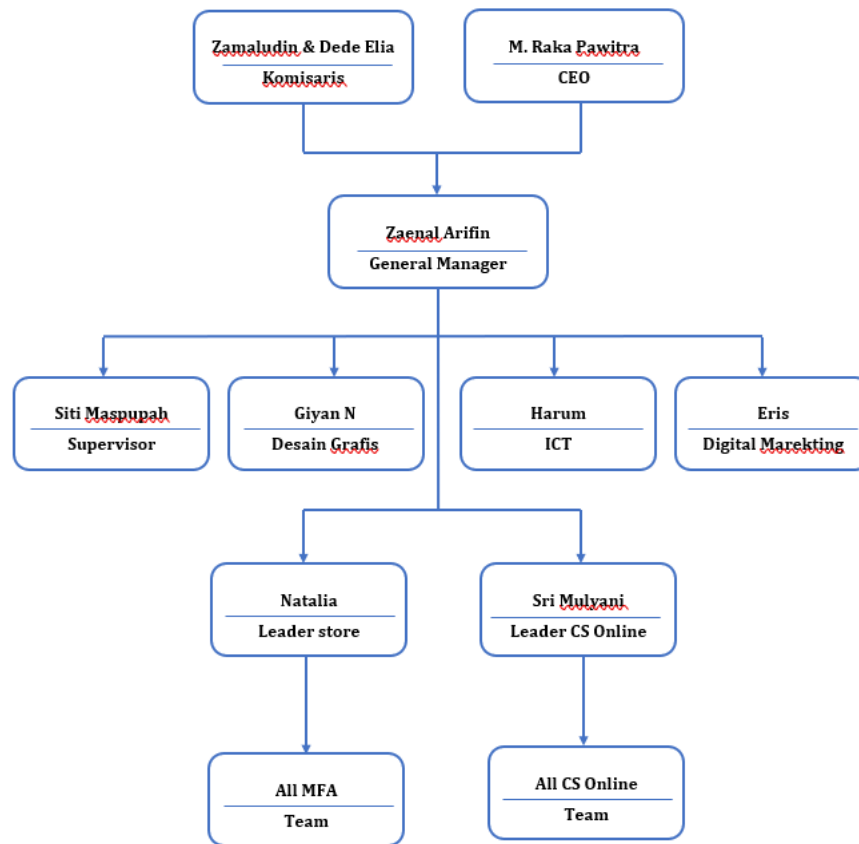 Zamaludin & Dede Elia
Komisaris
M. Raka Pawitra
CEO
Zaenal Arifin
General Manager
Siti Maspupah
Supervisor
Giyan N
Desain Grafis
Harum
ICT
Eris
Digital Marekting
Natalia
Leader store
Sri Mulyani
Leader CS Online
All MFA
Team
All CS Online
Team